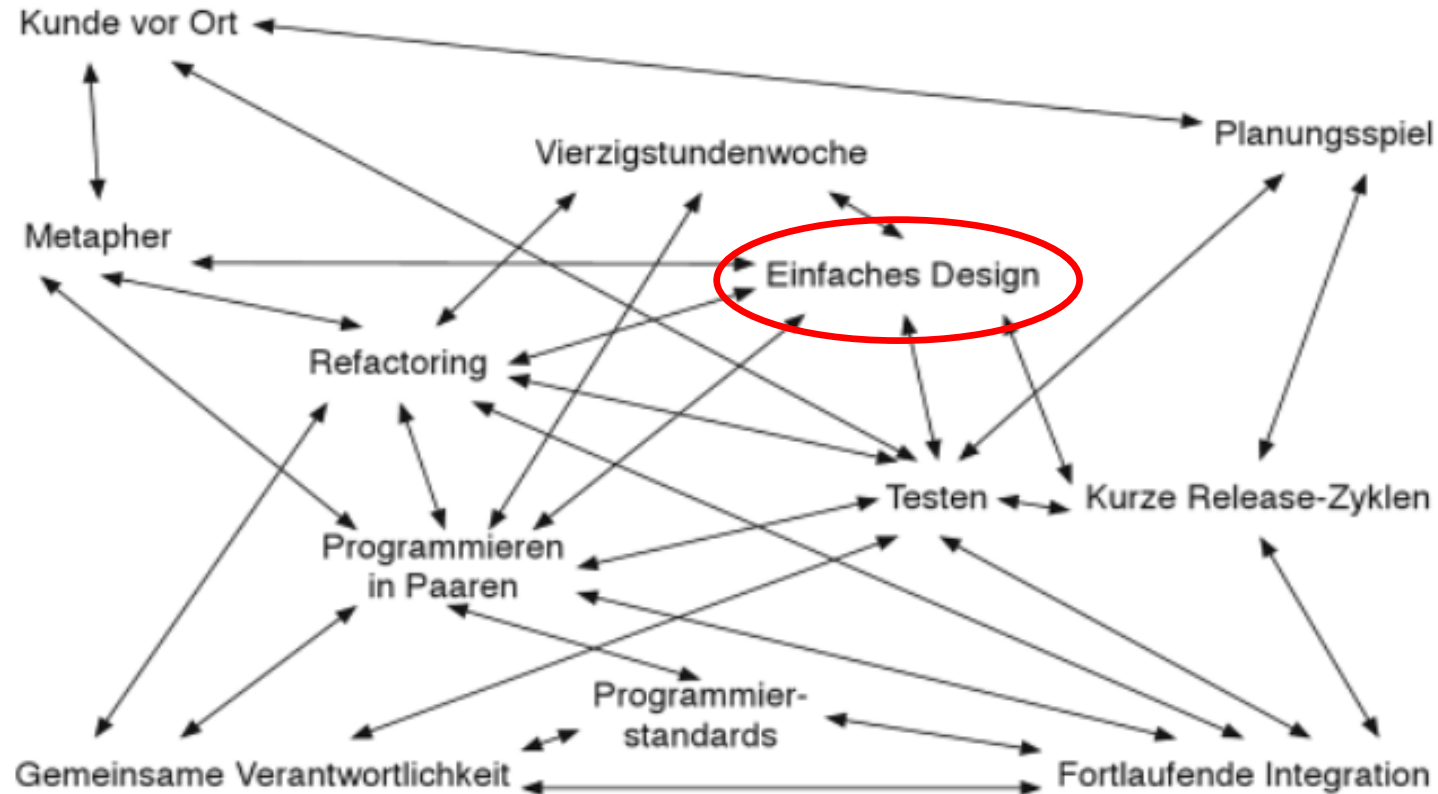 Kunde vor Ort
Planungsspiel
Vierzigstundenwoche
Metapher
Einfaches Design
Refactoring
Testen
Kurze Release-Zyklen
Programmieren
in Paaren
Programmier-
standards
Gemeinsame Verantwortlichkeit
Fortlaufende Integration